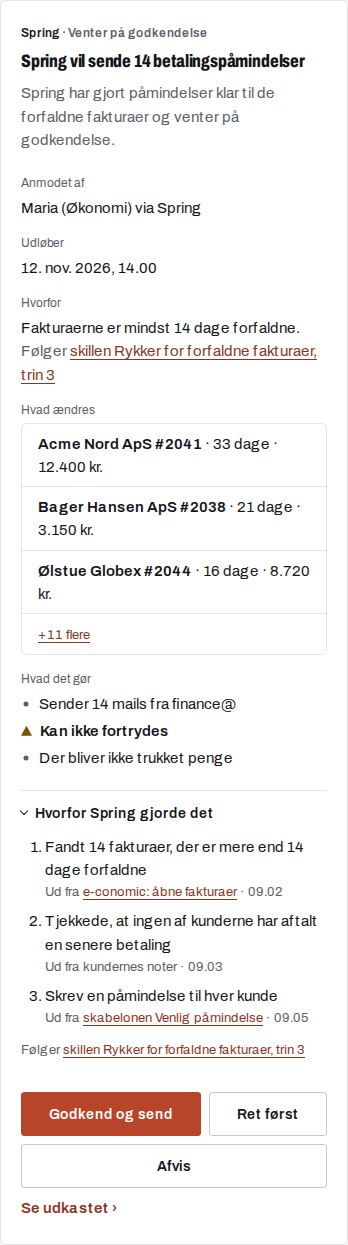 Spring · Venter på godkendelse
Spring vil sende 14 betalingspåmindelser
Spring har gjort påmindelser klar til de
forfaldne fakturaer og venter på
godkendelse.
Anmodet af
Maria (Økonomi) via Spring
Udløber
12. nov. 2026, 14.00
Hvorfor
Fakturaerne er mindst 14 dage forfaldne.
Følger skillen Rykker for forfaldne fakturaer,
trin 3
Hvad ændres
Acme Nord ApS #2041 · 33 dage ·
12.400 kr.
Bager Hansen ApS #2038 · 21 dage ·
3.150 kr.
Ølstue Globex #2044 · 16 dage · 8.720
kr.
+11 flere
Hvad det gør
Sender 14 mails fra finance@
Kan ikke fortrydes
Der bliver ikke trukket penge
Hvorfor Spring gjorde det
1. Fandt 14 fakturaer, der er mere end 14
dage forfaldne
Ud fra e-conomic: åbne fakturaer · 09.02
2. Tjekkede, at ingen af kunderne har aftalt
en senere betaling
Ud fra kundernes noter · 09.03
3. Skrev en påmindelse til hver kunde
Ud fra skabelonen Venlig påmindelse · 09.05
Følger skillen Rykker for forfaldne fakturaer, trin 3
Godkend og send
Ret først
Afvis
Se udkastet ›